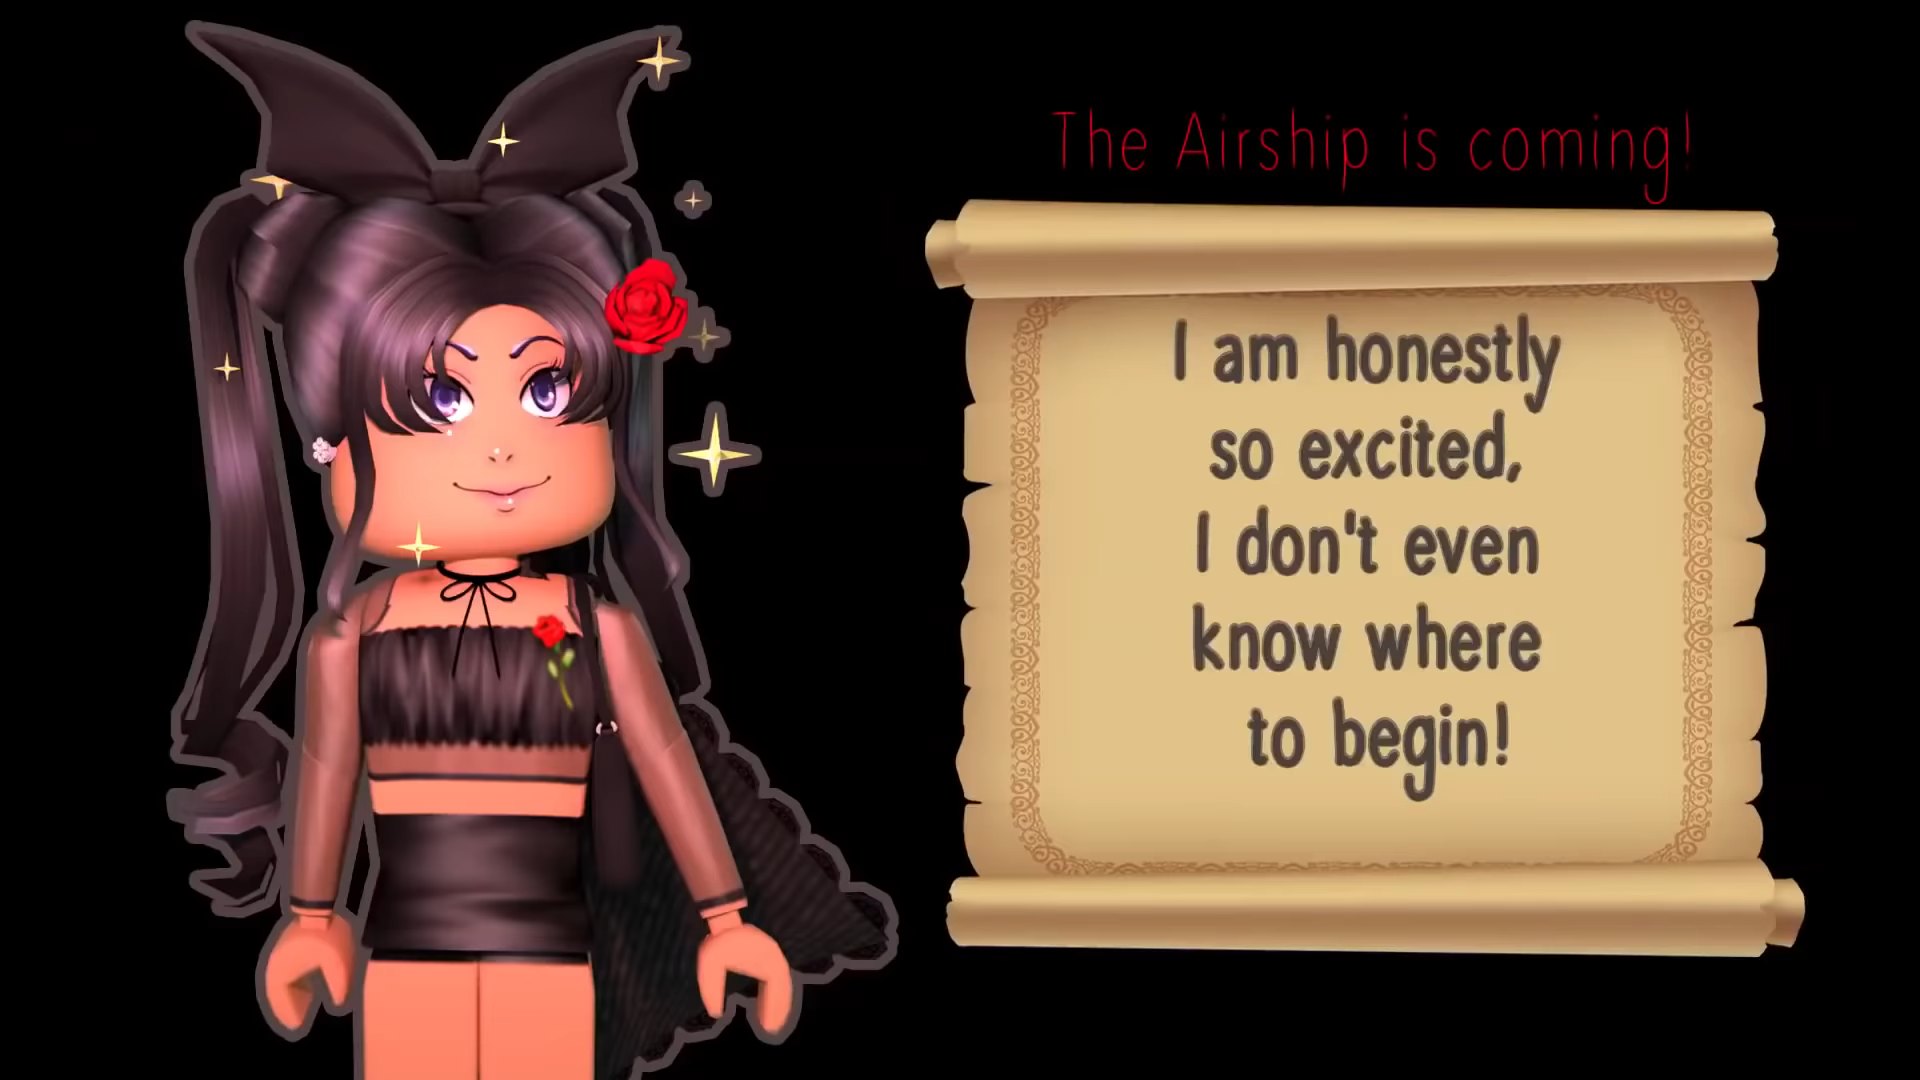 The Airship is coming!
I am honestly
so excited,
I don't even
know where
to begin!